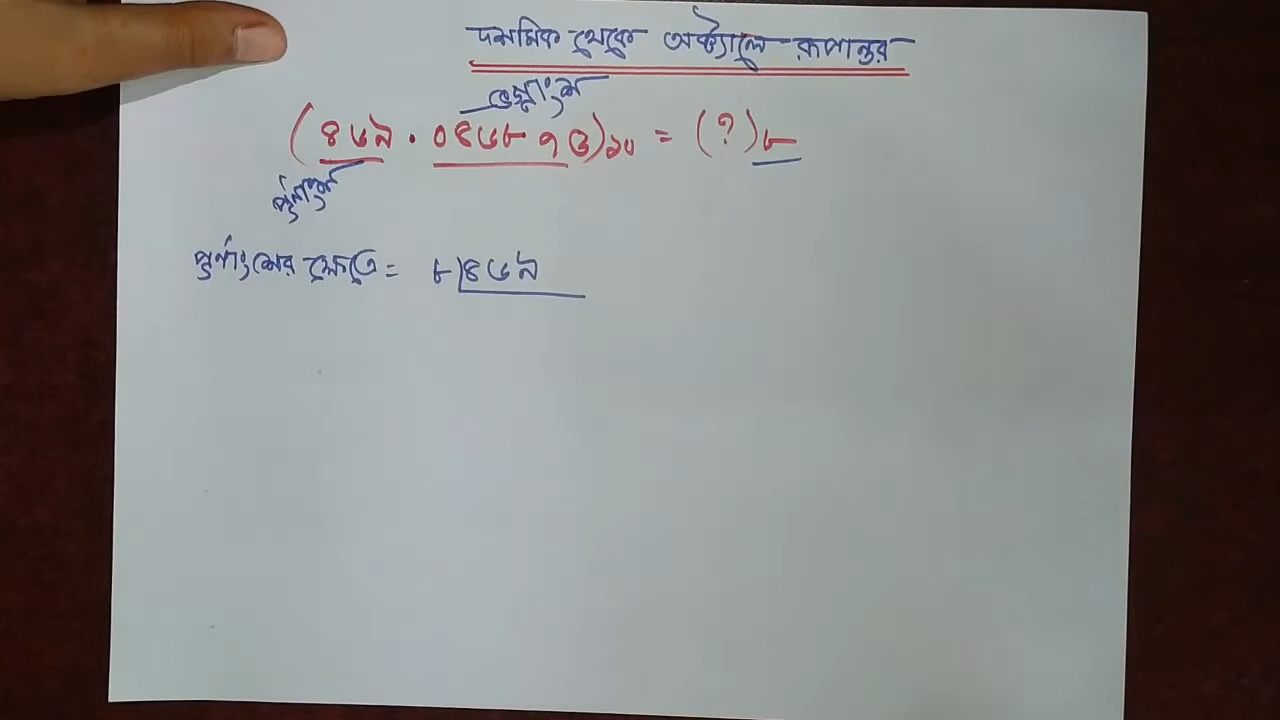 দশমিক থেকে অক্ট্যালে রূপান্তর
ভগ্নাংশ
(৪৬৯.০৪৬৮৭৫)১০ = (?)৮
পূর্ণাংশ
পূর্ণাংশের ক্ষেত্রে = ৮|৪৬৯